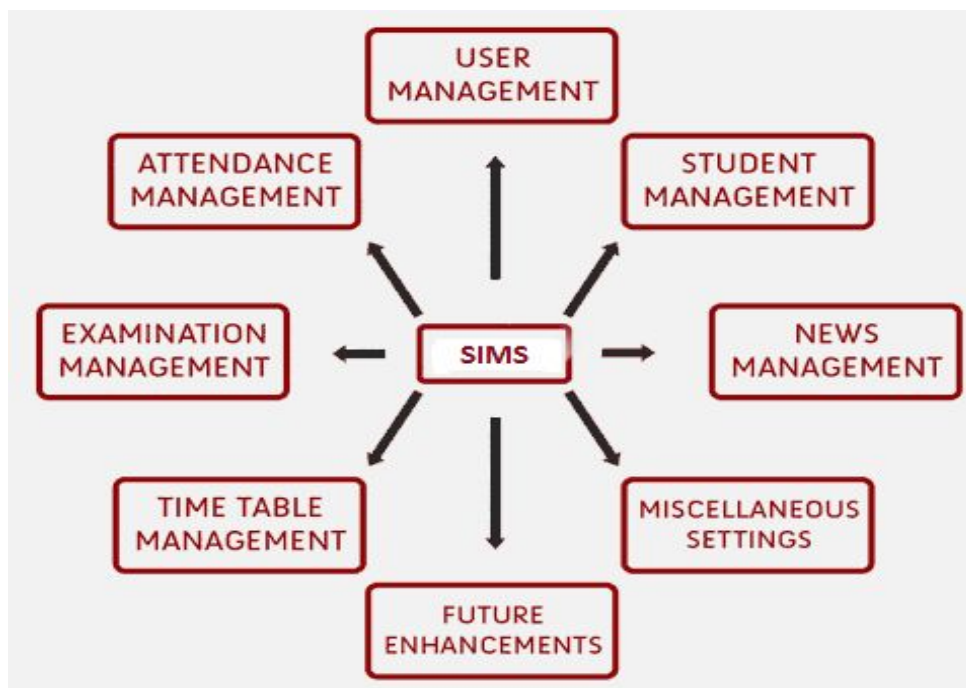 USER
MANAGEMENT
ATTENDANCE
MANAGEMENT
STUDENT
MANAGEMENT
EXAMINATION
MANAGEMENT
SIMS
NEWS
MANAGEMENT
TIME TABLE
MANAGEMENT
MISCELLANEOUS
SETTINGS
FUTURE
ENHANCEMENTS